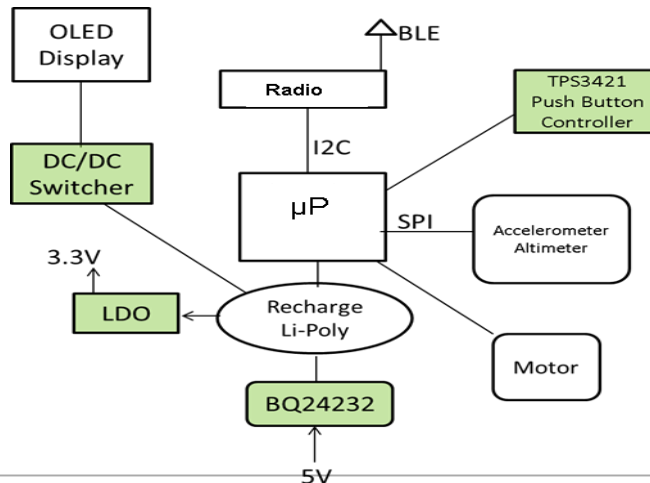 OLED
Display
BLE
Radio
TPS3421
Push Button
Controller
I2C
DC/DC
Switcher
μP
SPI
Accelerometer
Altimeter
3.3V
LDO
Recharge
Li-Poly
Motor
BQ24232
5V